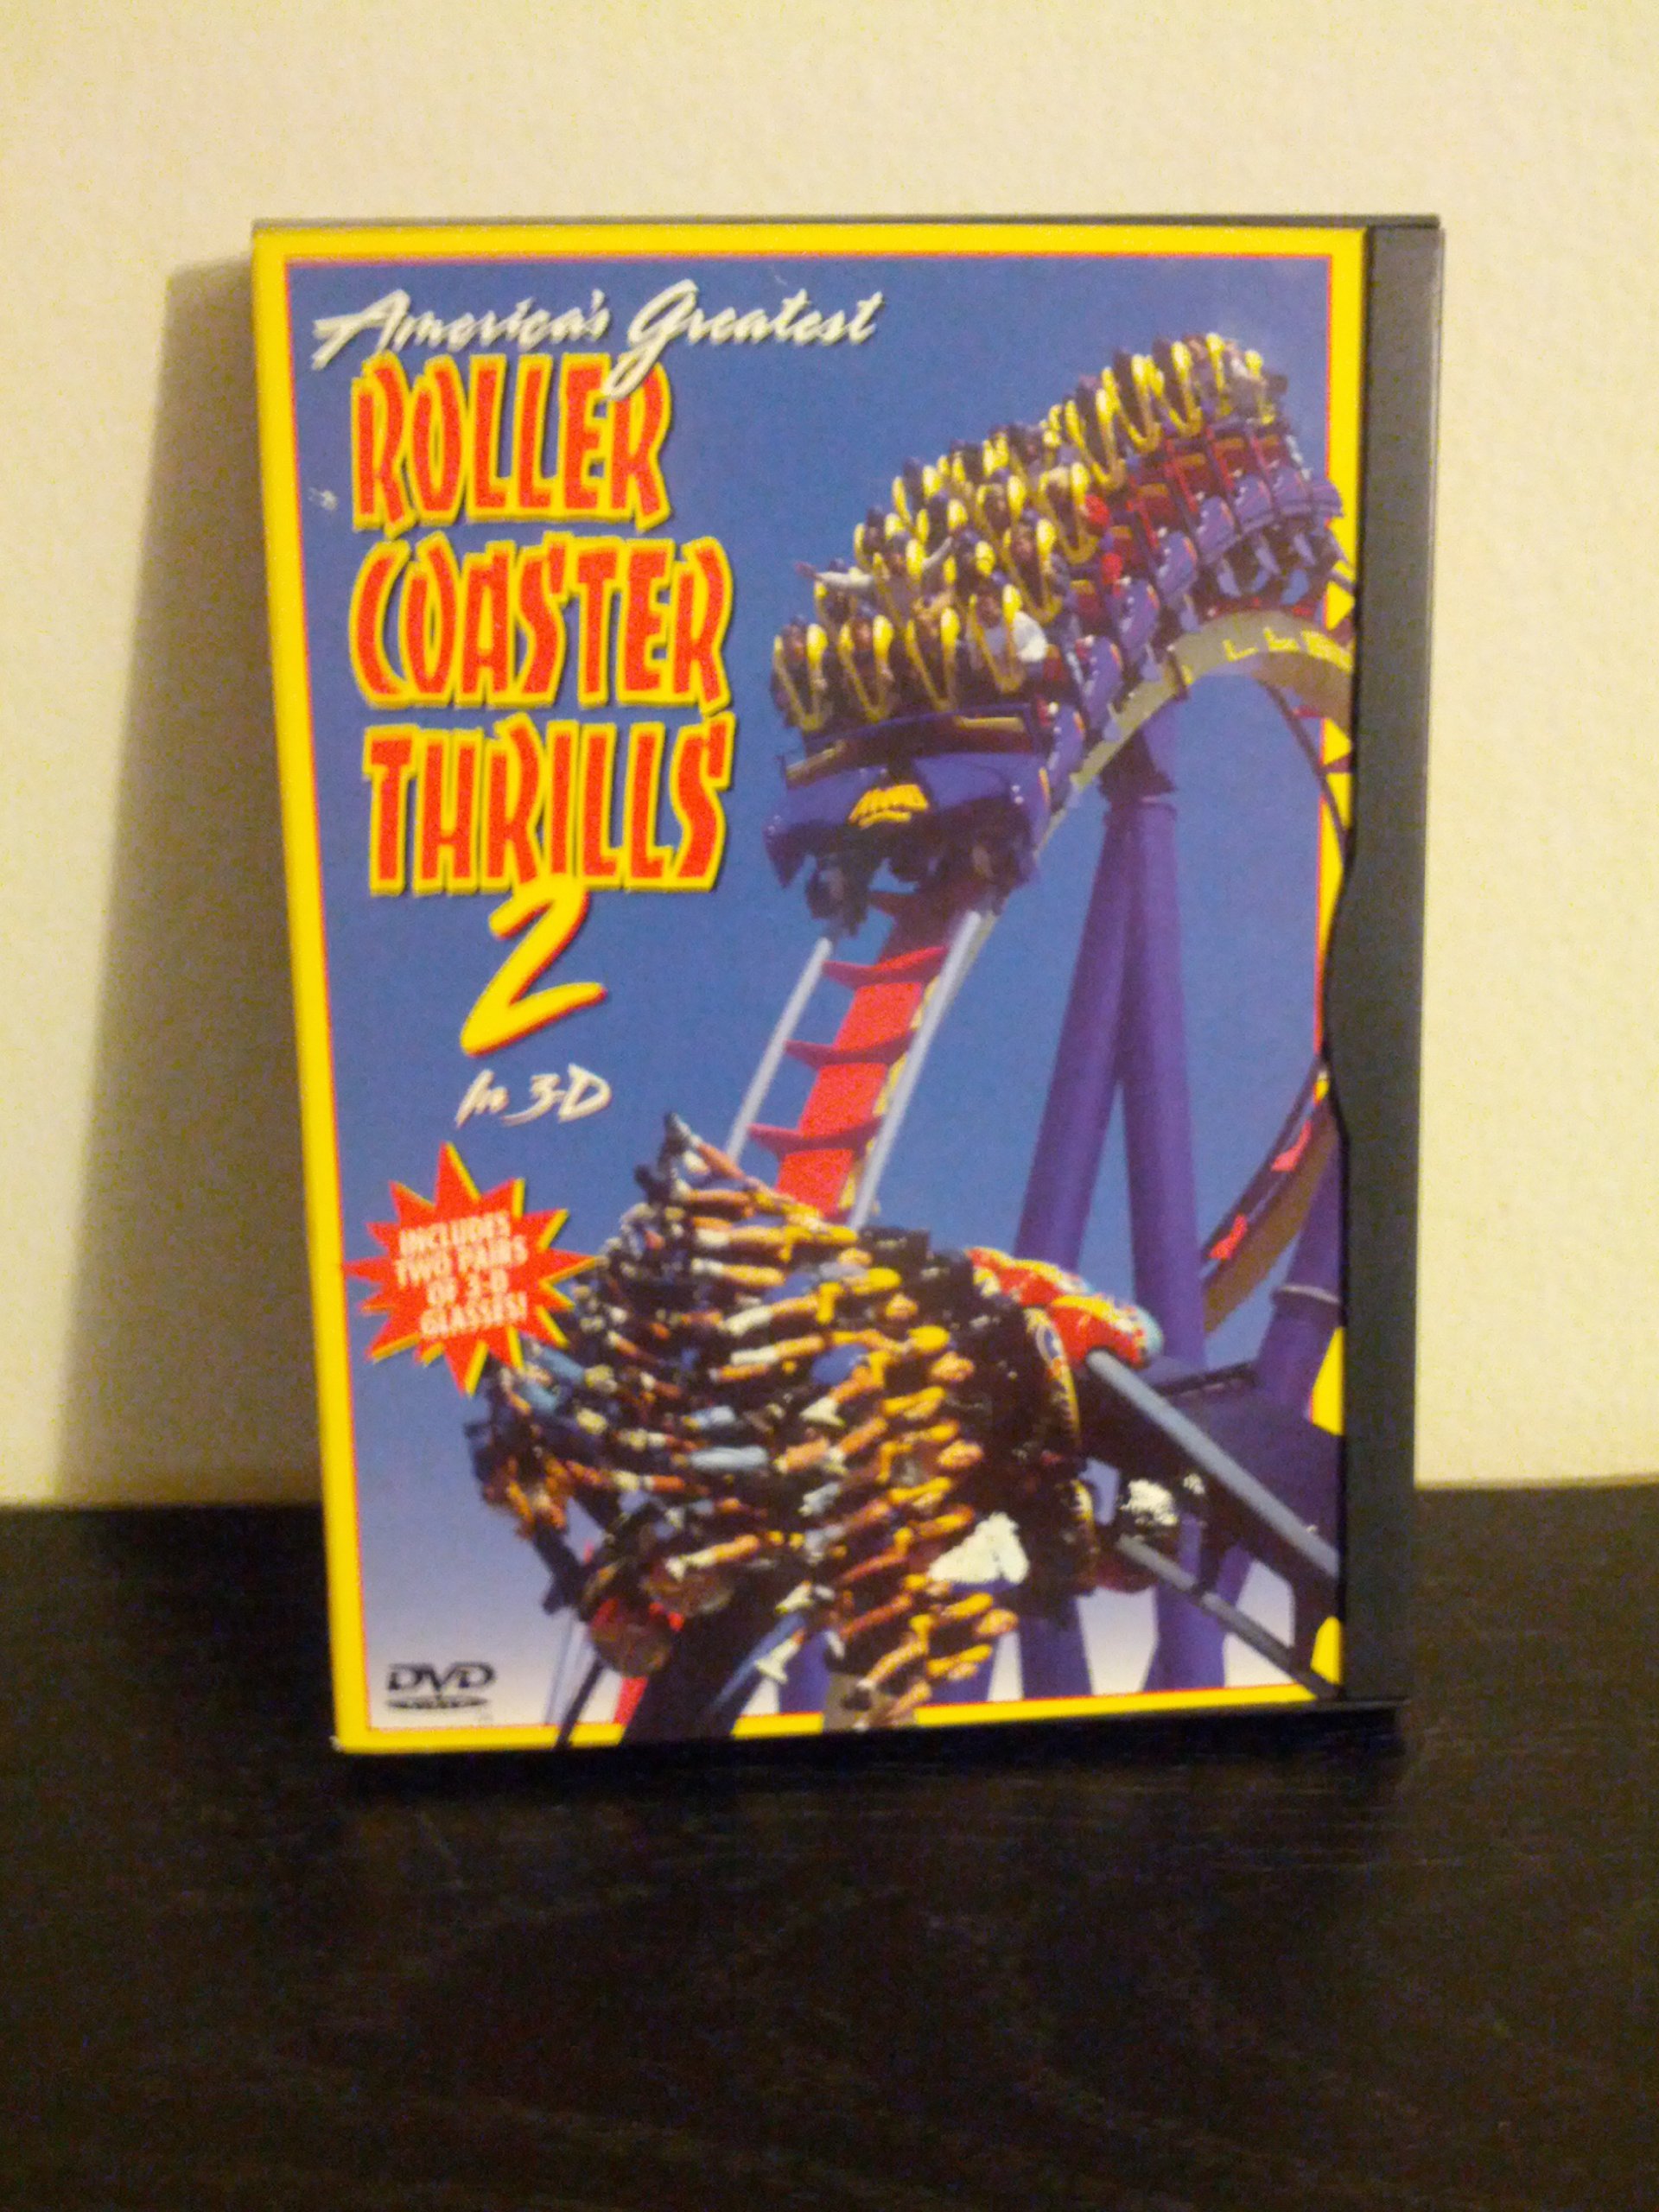 America's Greatest
ROLLER
COASTER
THRILLS
2
In 3-D
INCLUDES
TWO PAIRS
OF 3-D
GLASSES!
DVD